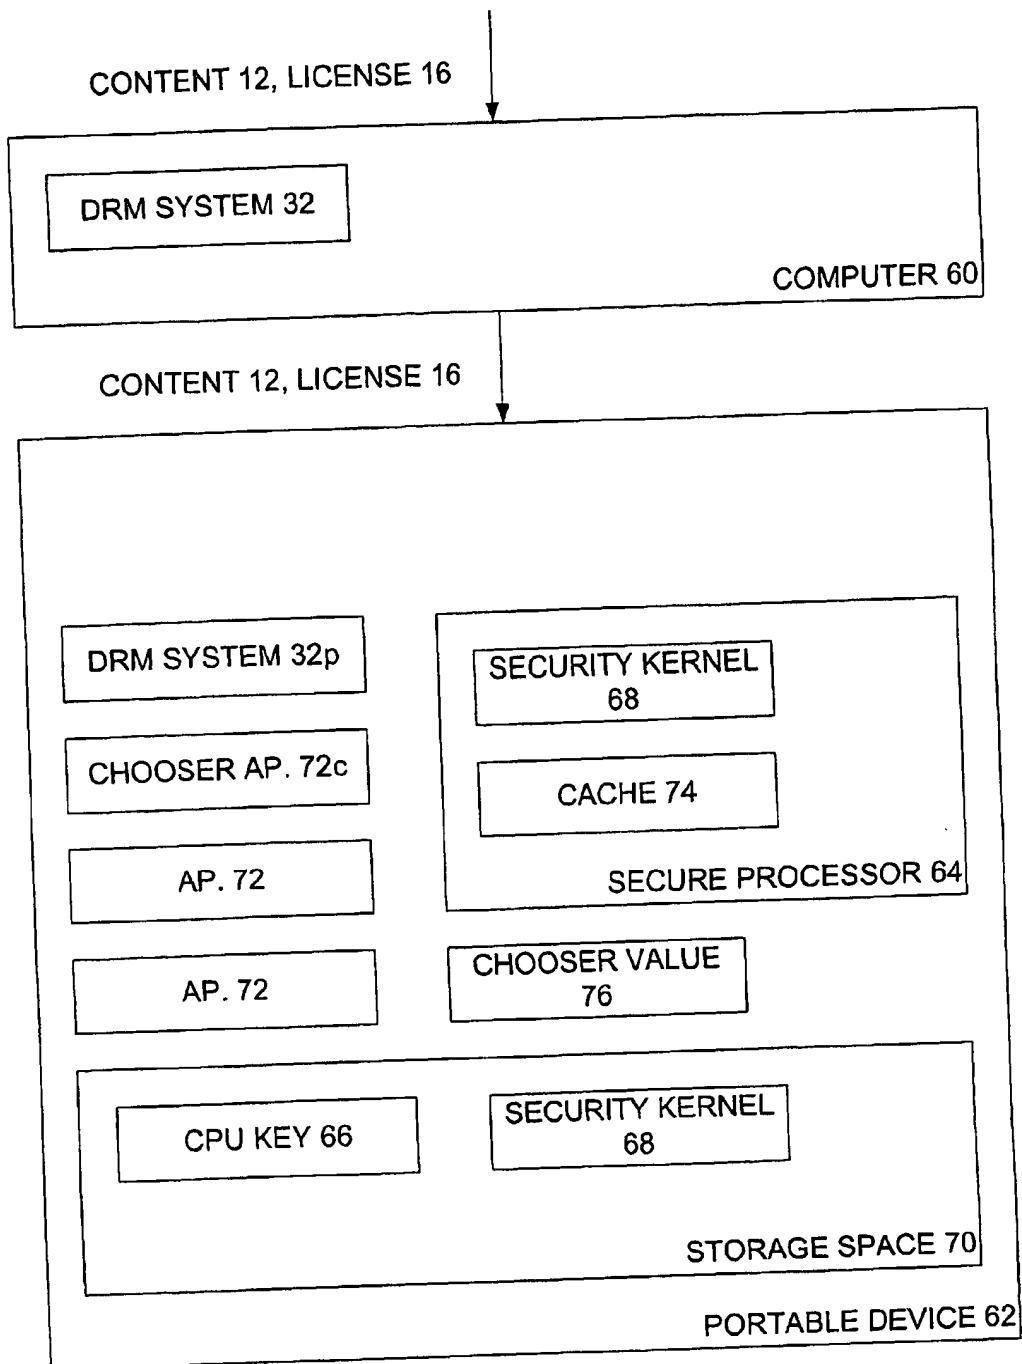 CONTENT 12, LICENSE 16
DRM SYSTEM 32
COMPUTER 60
CONTENT 12, LICENSE 16
DRM SYSTEM 32p
SECURITY KERNEL
68
CHOOSER AP. 72c
CACHE 74
AP. 72
SECURE PROCESSOR 64
AP. 72
CHOOSER VALUE
76
CPU KEY 66
SECURITY KERNEL
68
STORAGE SPACE 70
PORTABLE DEVICE 62